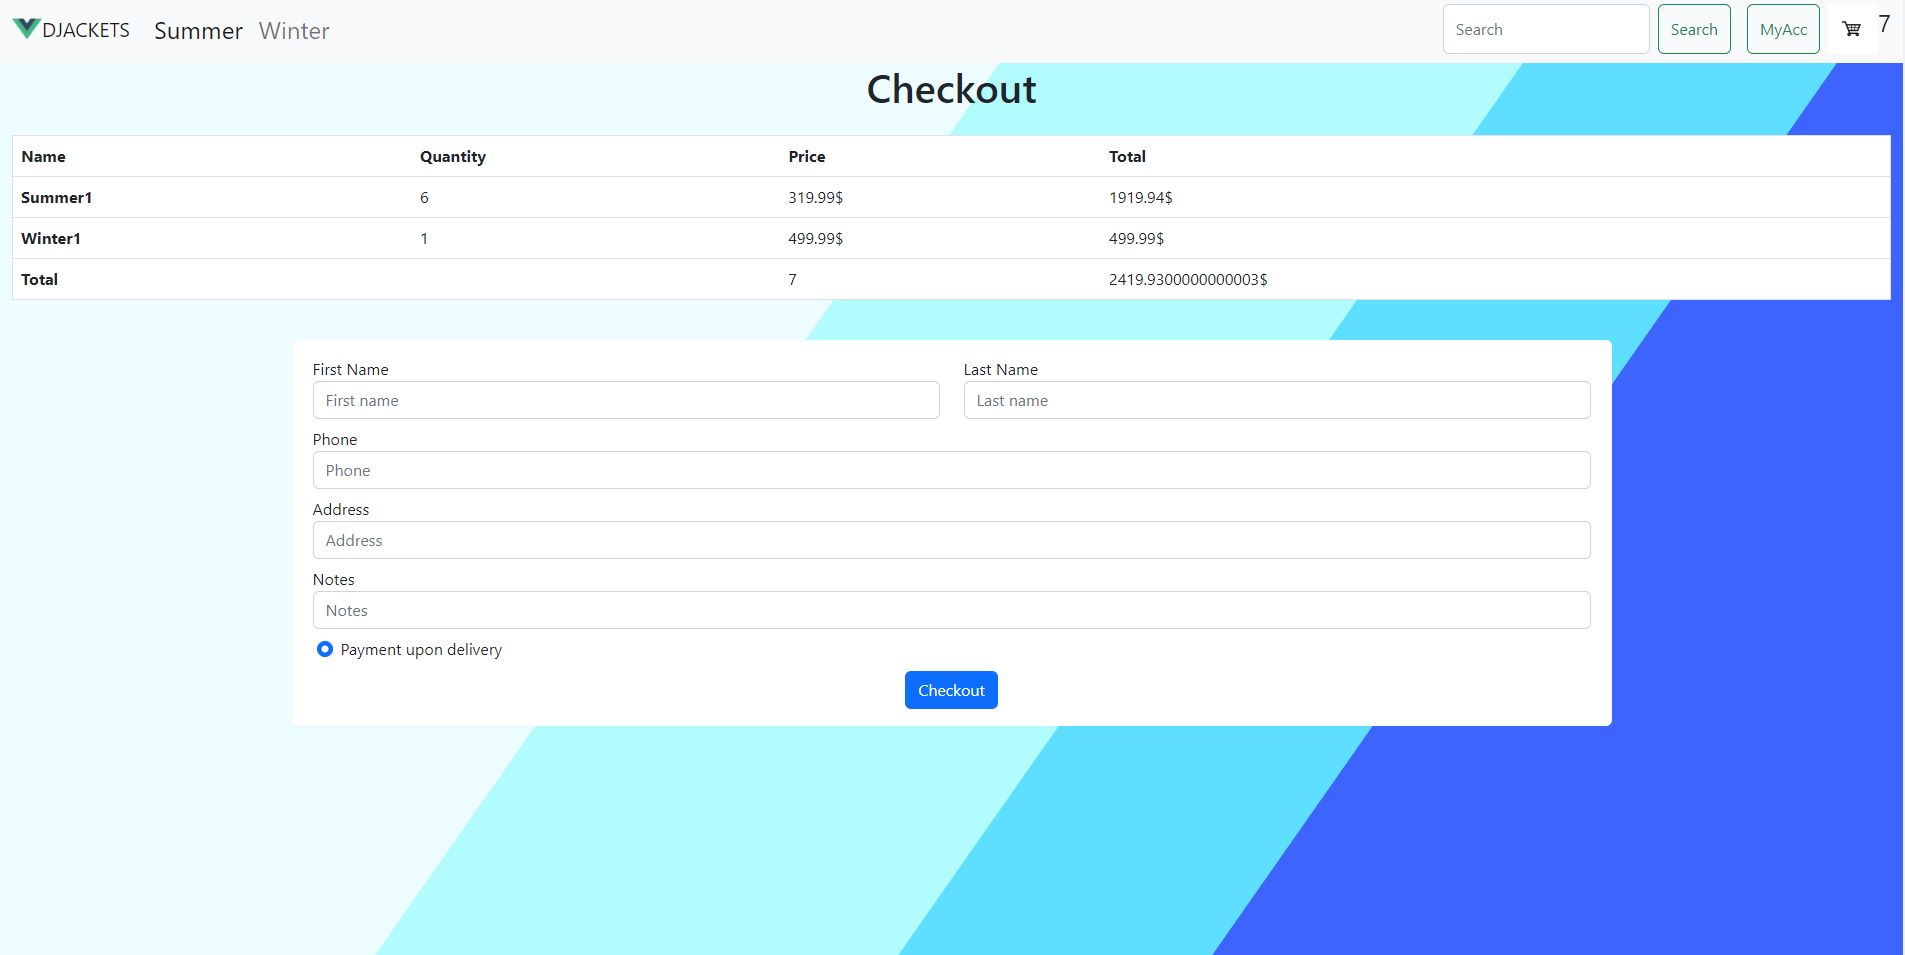 DJACKETS Summer Winter Search Search MyAcc 7
Checkout
Name Quantity Price Total
Summer1 6 319.99$ 1919.94$
Winter1 1 499.99$ 499.99$
Total 7 2419.9300000000003$
First Name Last Name
First name Last name
Phone
Phone
Address
Address
Notes
Notes
Payment upon delivery
Checkout